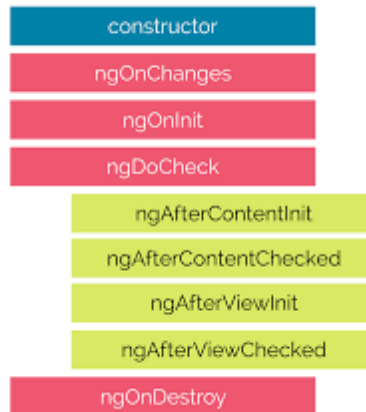 constructor
ngOnChanges
ngOnInit
ngDoCheck
ngAfterContentInit
ngAfterContentChecked
ngAfterViewInit
ngAfterViewChecked
ngOnDestroy